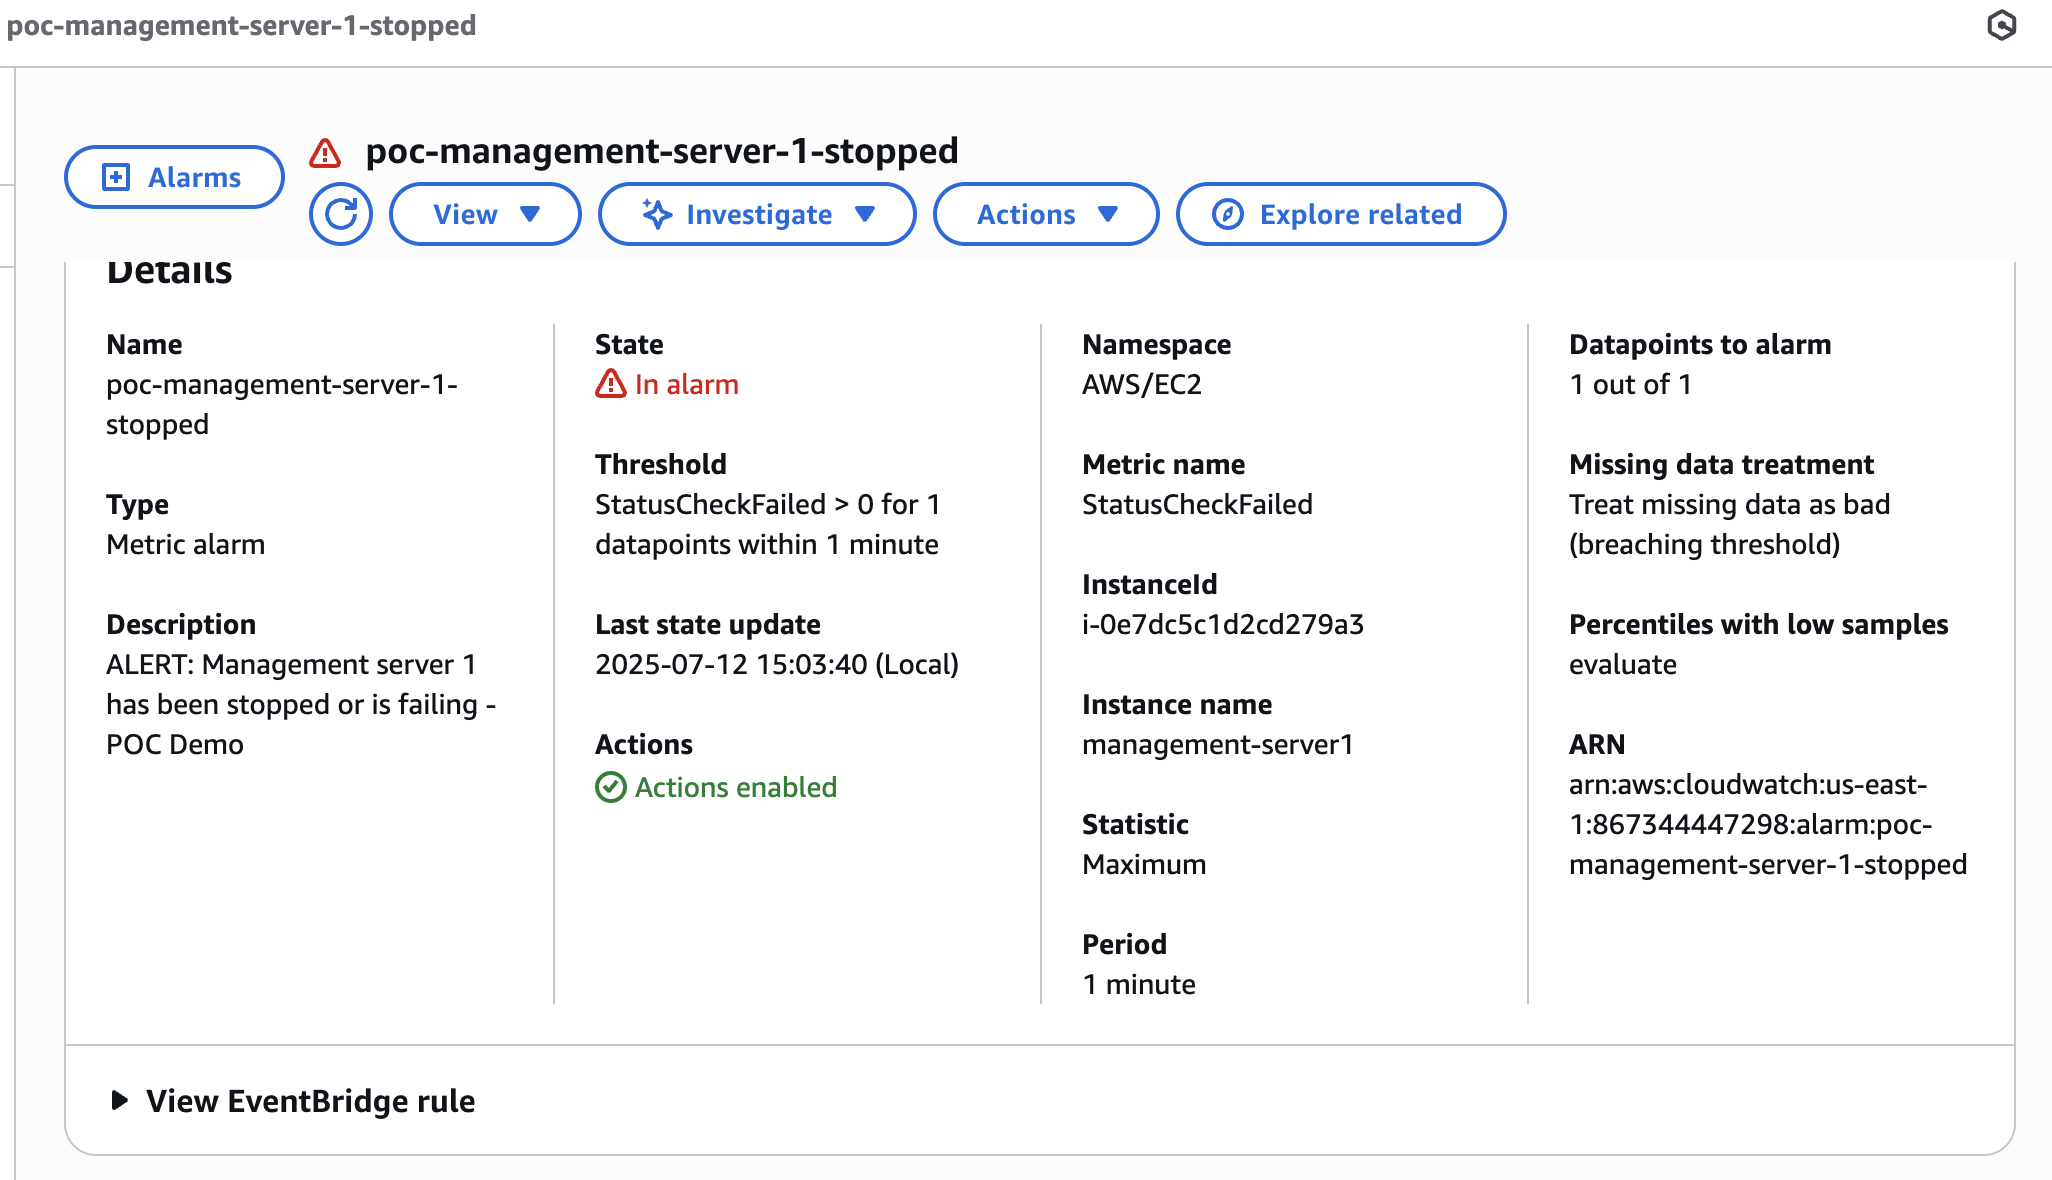 poc-management-server-1-stopped
Alarms
poc-management-server-1-stopped
View
Investigate
Actions
Explore related
Details
Name
poc-management-server-1-
stopped
Type
Metric alarm
Description
ALERT: Management server 1
has been stopped or is failing -
POC Demo
State
In alarm
Threshold
StatusCheckFailed > 0 for 1
datapoints within 1 minute
Last state update
2025-07-12 15:03:40 (Local)
Actions
Actions enabled
Namespace
AWS/EC2
Metric name
StatusCheckFailed
InstanceId
i-0e7dc5c1d2cd279a3
Instance name
management-server1
Statistic
Maximum
Period
1 minute
Datapoints to alarm
1 out of 1
Missing data treatment
Treat missing data as bad
(breaching threshold)
Percentiles with low samples
evaluate
ARN
arn:aws:cloudwatch:us-east-
1:867344447298:alarm:poc-
management-server-1-stopped
View EventBridge rule